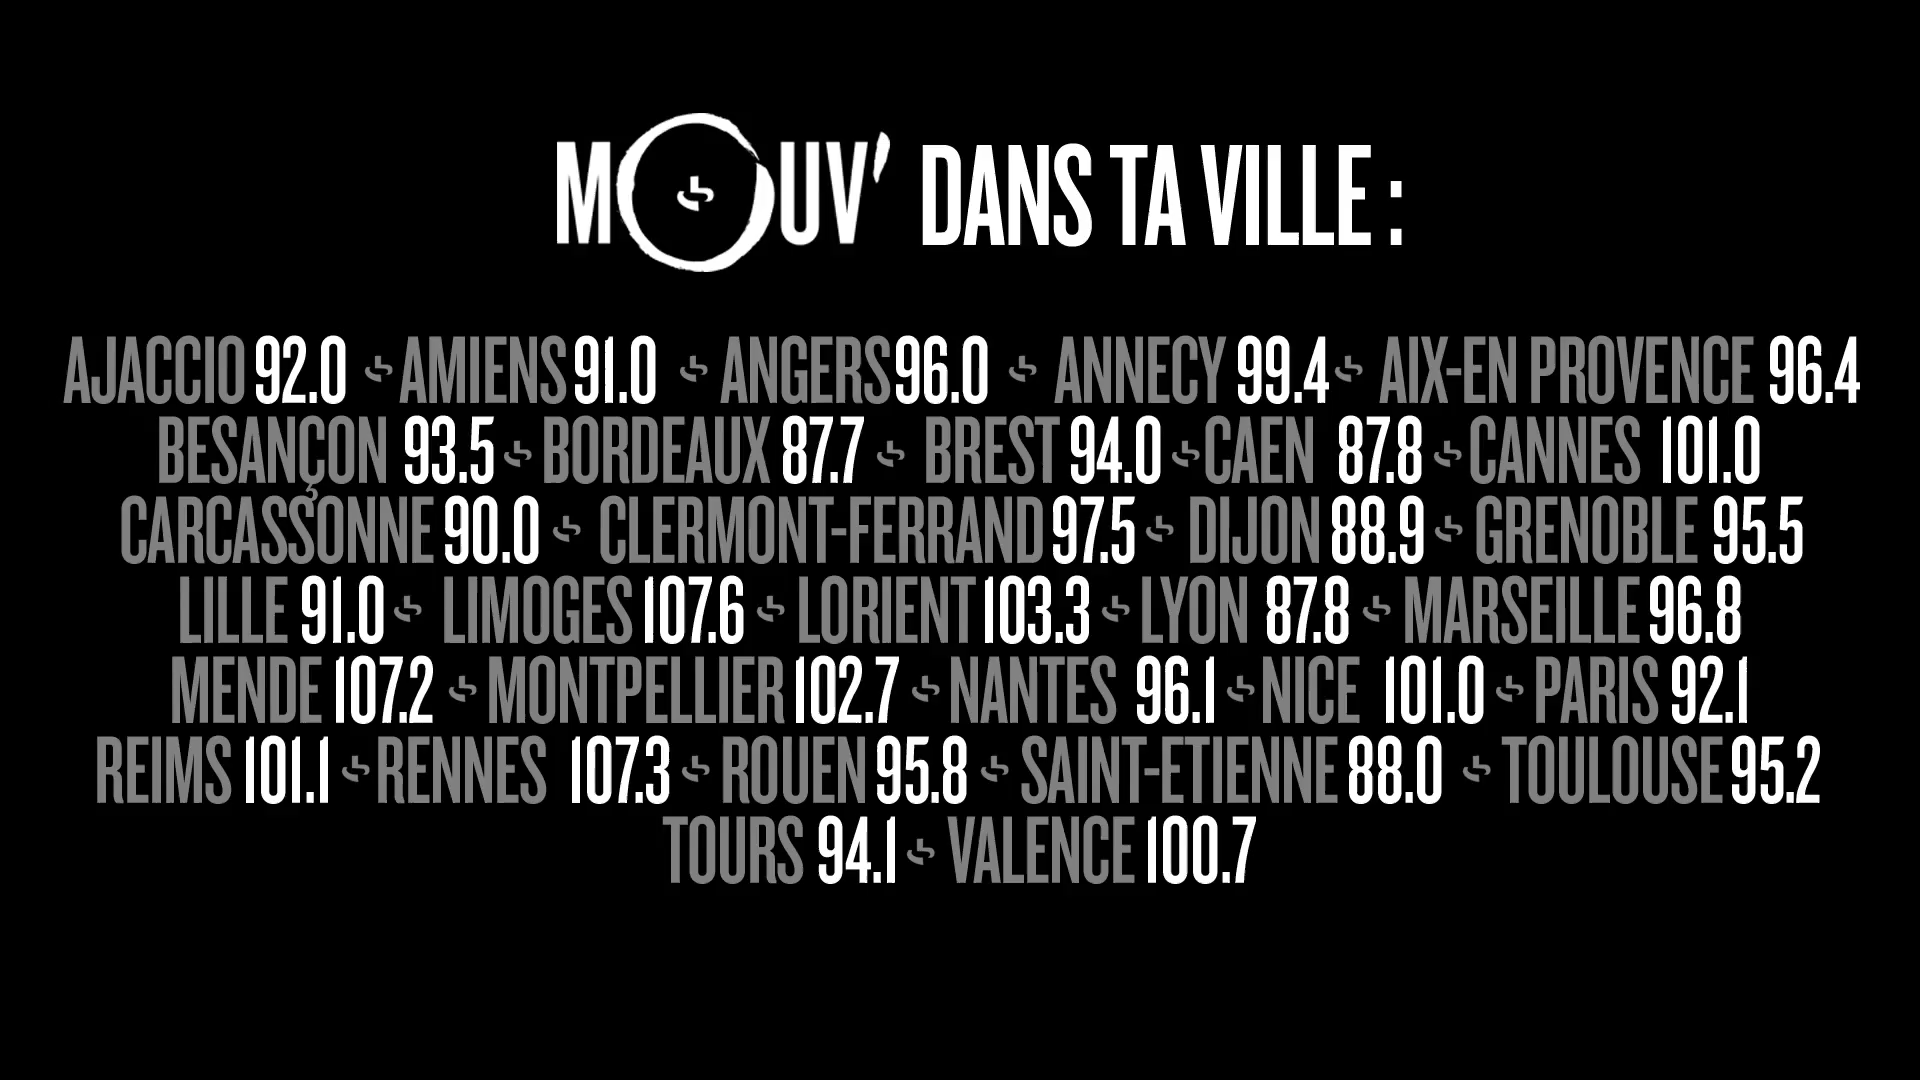 MOUV' DANS TA VILLE :
AJACCIO 92.0 AMIENS 91.0 ANGERS 96.0 ANNECY 99.4 AIX-EN PROVENCE 96.4
BESANÇON 93.5 BORDEAUX 87.7 BREST 94.0 CAEN 87.8 CANNES 101.0
CARCASSONNE 90.0 CLERMONT-FERRAND 97.5 DIJON 88.9 GRENOBLE 95.5
LILLE 91.0 LIMOGES 107.6 LORIENT 103.3 LYON 87.8 MARSEILLE 96.8
MENDE 107.2 MONTPELLIER 102.7 NANTES 96.1 NICE 101.0 PARIS 92.1
REIMS 101.1 RENNES 107.3 ROUEN 95.8 SAINT-ETIENNE 88.0 TOULOUSE 95.2
TOURS 94.1 VALENCE 100.7